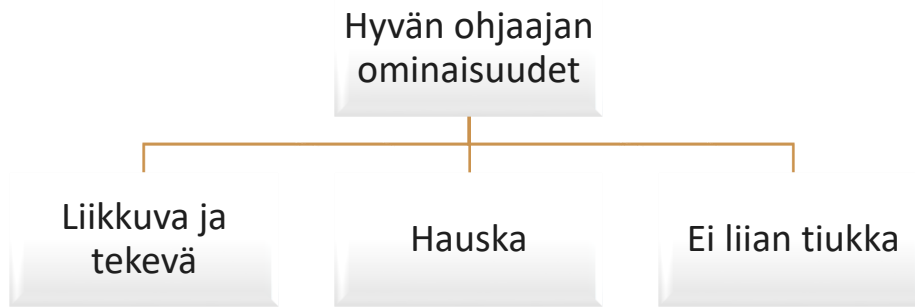 Hyvän ohjaajan
ominaisuudet
Liikkuva ja
tekevä
Hauska
Ei liian tiukka